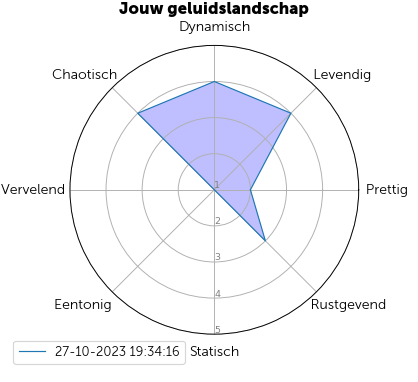 Jouw geluidslandschap
Dynamisch
Chaotisch
Levendig
Vervelend
Prettig
1
2
3
4
5
Eentonig
Rustgevend
Statisch
27-10-2023 19:34:16